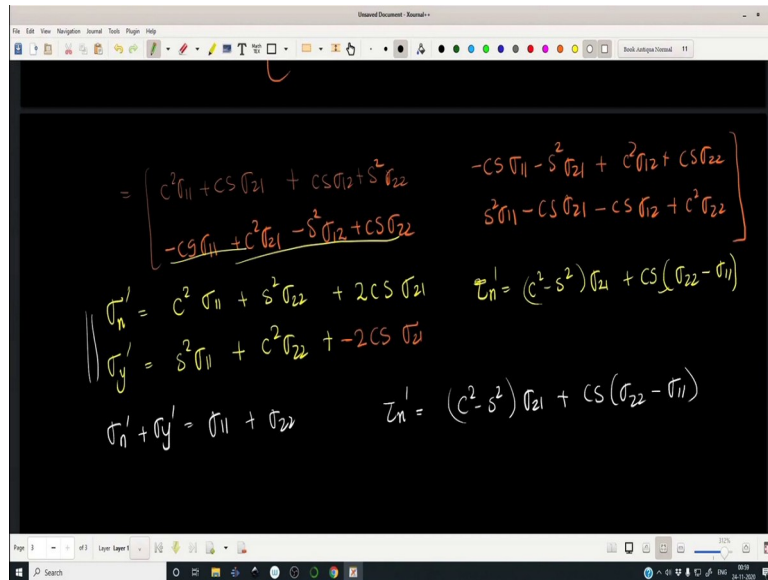 Unsaved Document - Xournal++
File Edit View Navigation Journal Tools Plugin Help
Book Antiqua Normal 11
= [ c²σ11 + cs σ21 + cs σ12 + s²σ22   -cs σ11 - s²σ21 + c²σ12 + cs σ22
-cs σ11 + c²σ21 - s²σ12 + cs σ22   s²σ11 - cs σ21 - cs σ12 + c²σ22 ]
σn' = c² σ11 + s² σ22 + 2cs σ21   τn' = (c² - s²) σ21 + cs (σ22 - σ11)
σy' = s² σ11 + c² σ22 + -2cs σ21
σn' + σy' = σ11 + σ22   τn' = (c² - s²) σ21 + cs (σ22 - σ11)
Page 3 of 3 Layer Layer 1 312%
Search ENG 00:59
24-11-2020